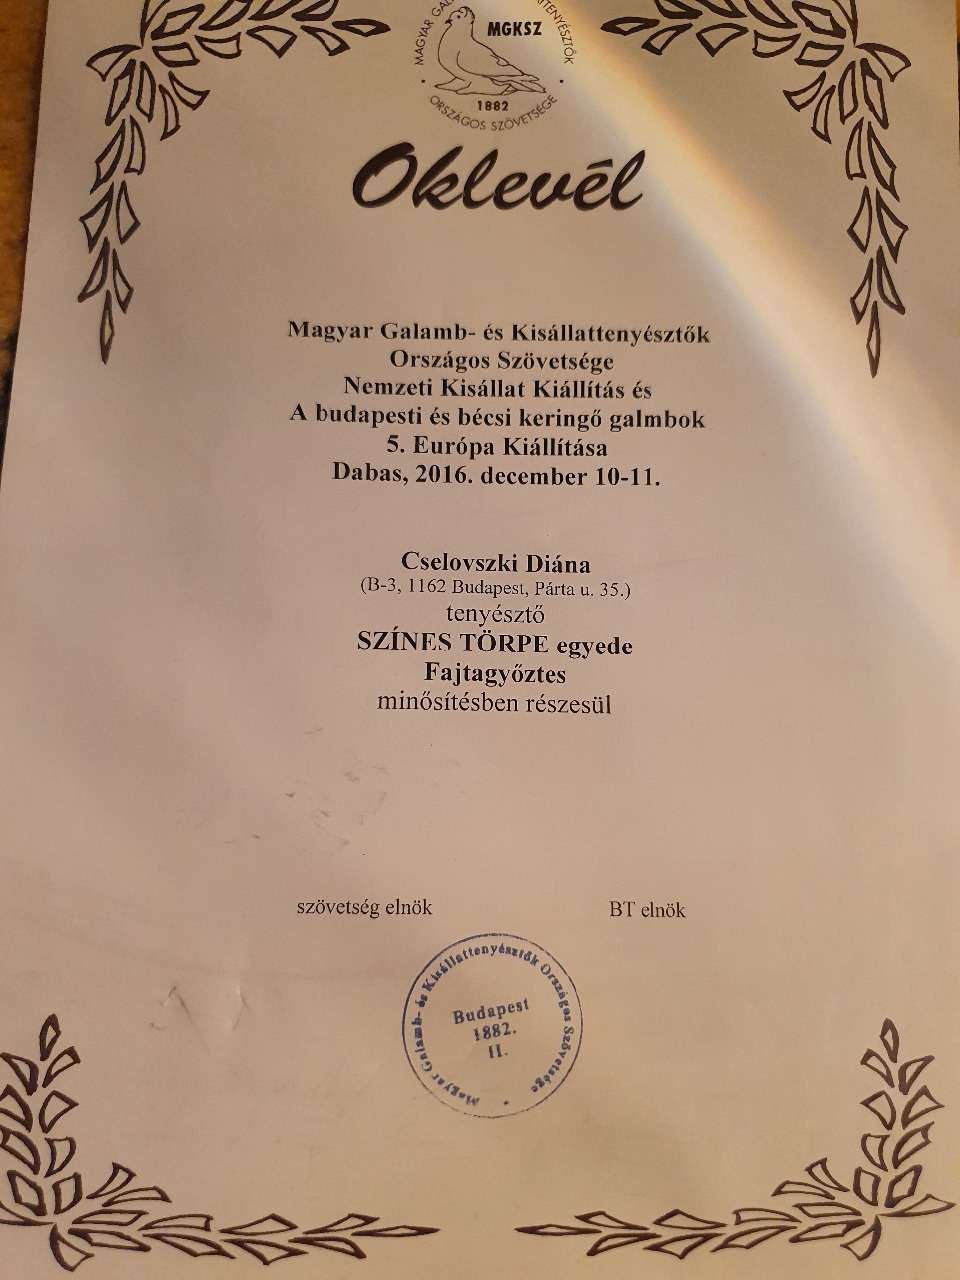 MAGYAR
MGKSZ
1882
ORSZÁGOS SZÖVETSÉGE
Oklevél
Magyar Galamb- és Kisállattenyésztők
Országos Szövetsége
Nemzeti Kisállat Kiállítás és
A budapesti és bécsi keringő galmbok
5. Európa Kiállítása
Dabas, 2016. december 10-11.
Cselovszki Diána
(B-3, 1162 Budapest, Párta u. 35.)
tenyésztő
SZÍNES TÖRPE egyede
Fajtagyőztes
minősítésben részesül
szövetség elnök
BT elnök
Magyar Galamb- és Kisállattenyésztők Országos Szövetsége
Budapest
1882.
II.